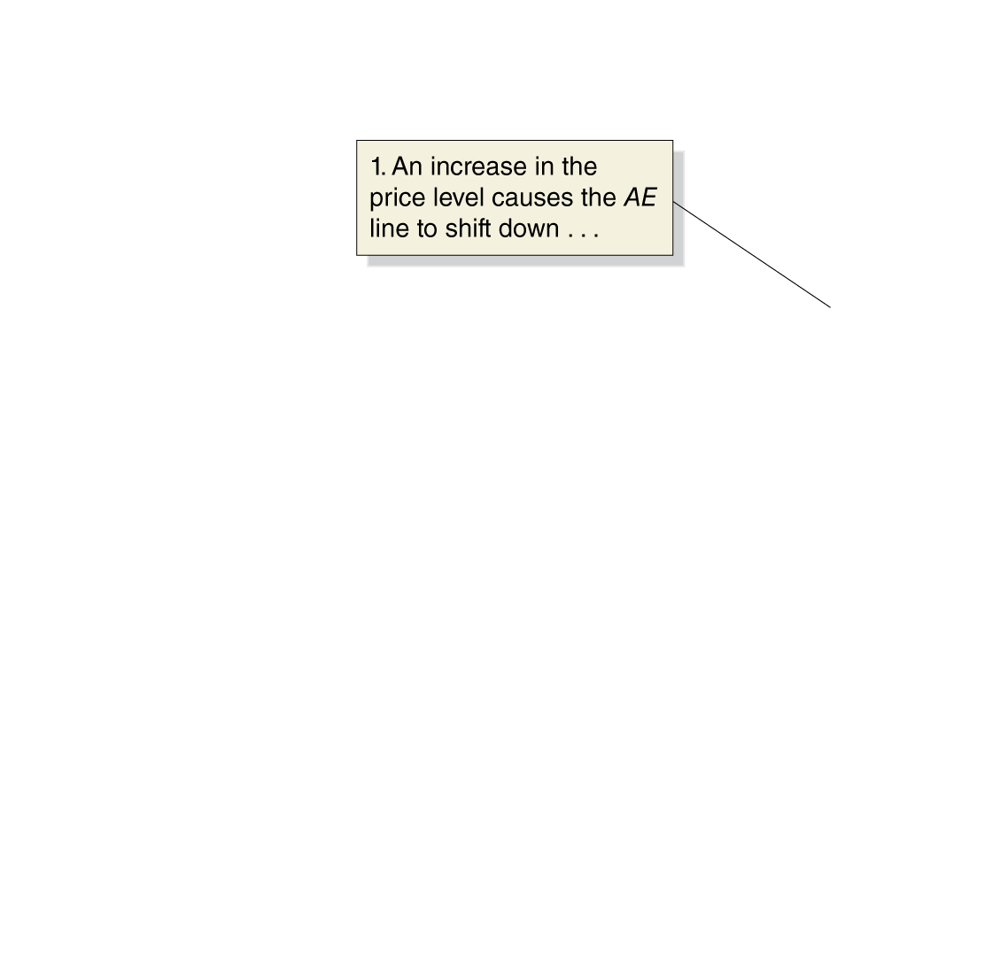 1. An increase in the
price level causes the AE
line to shift down . . .